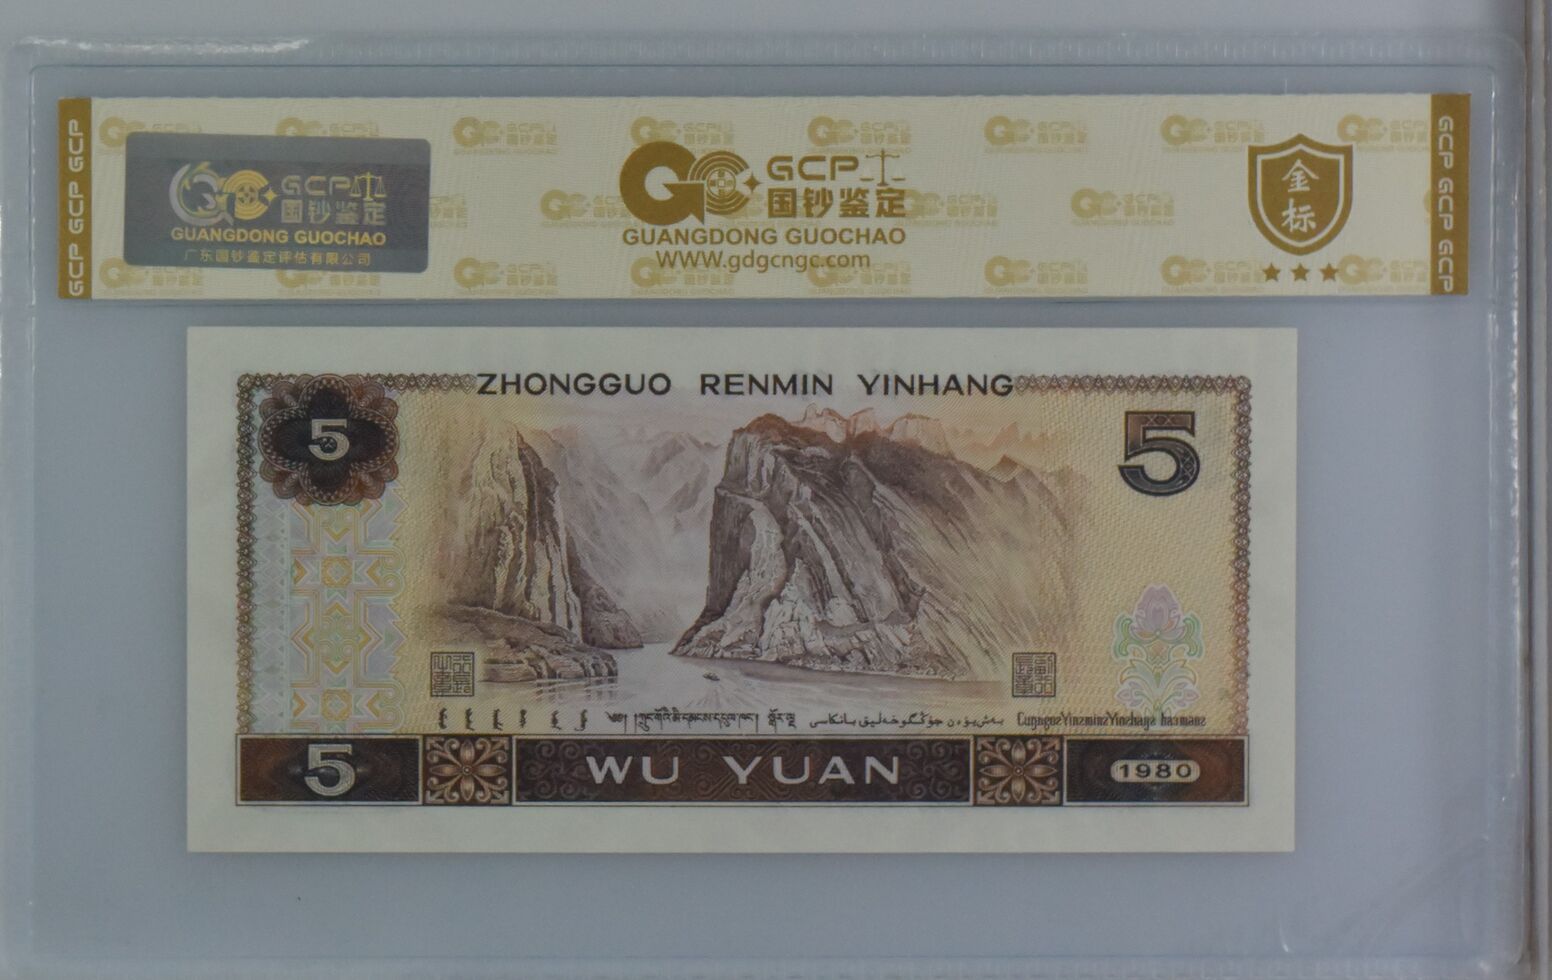 GCP GCP GCP
GCP
国钞鉴定
GUANGDONG GUOCHAO
广东国钞鉴定评估有限公司
GCP
国钞鉴定
GUANGDONG GUOCHAO
WWW.gdgcngc.com
金标
GCP GCP GCP
ZHONGGUO RENMIN YINHANG
5
5
5
WU YUAN
1980